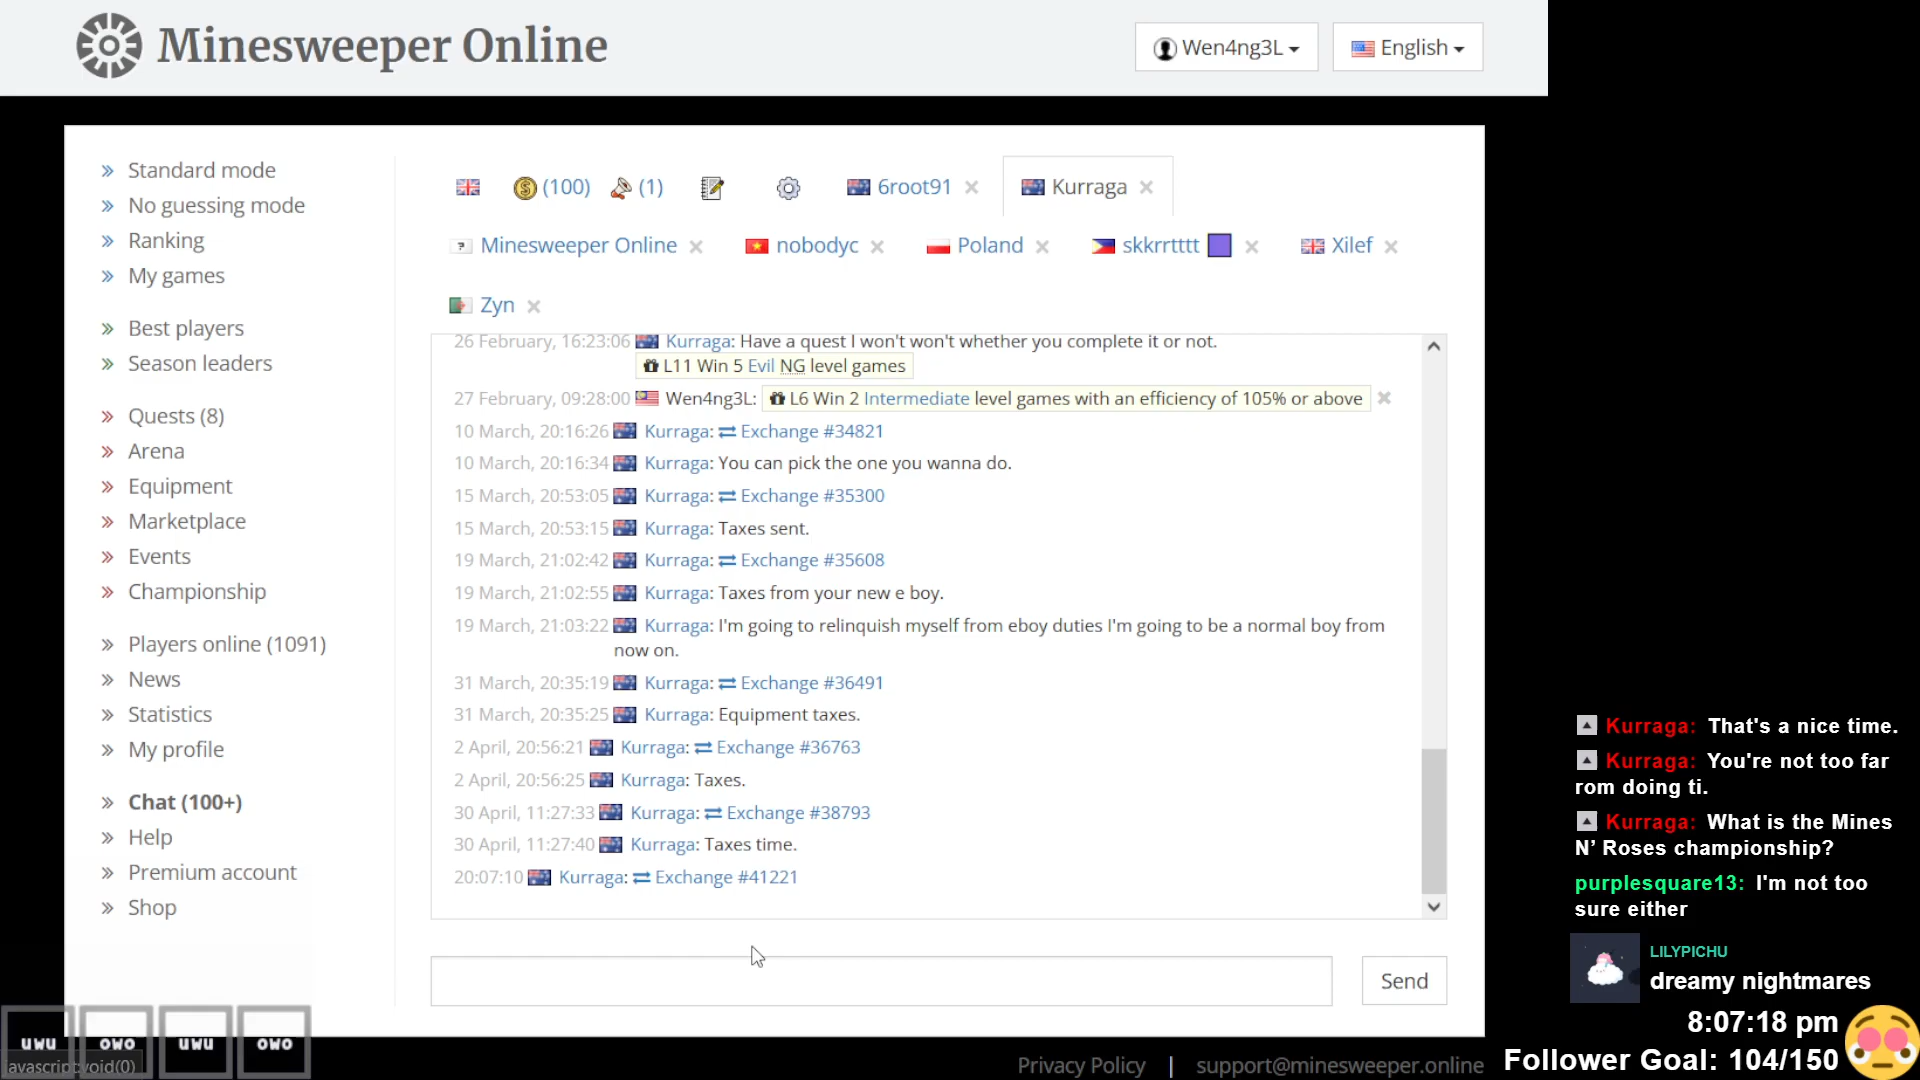 Minesweeper Online
Wen4ng3L
English
Standard mode
No guessing mode
Ranking
My games
Best players
Season leaders
Quests (8)
Arena
Equipment
Marketplace
Events
Championship
Players online (1091)
News
Statistics
My profile
Chat (100+)
Help
Premium account
Shop
(100) (1) 6root91 Kurraga
Minesweeper Online nobodyc Poland skkrrtttt Xilef
Zyn
26 February, 16:23:06 Kurraga: Have a quest I won't won't whether you complete it or not.
L11 Win 5 Evil NG level games
27 February, 09:28:00 Wen4ng3L: L6 Win 2 Intermediate level games with an efficiency of 105% or above
10 March, 20:16:26 Kurraga: Exchange #34821
10 March, 20:16:34 Kurraga: You can pick the one you wanna do.
15 March, 20:53:05 Kurraga: Exchange #35300
15 March, 20:53:15 Kurraga: Taxes sent.
19 March, 21:02:42 Kurraga: Exchange #35608
19 March, 21:02:55 Kurraga: Taxes from your new e boy.
19 March, 21:03:22 Kurraga: I'm going to relinquish myself from eboy duties I'm going to be a normal boy from
now on.
31 March, 20:35:19 Kurraga: Exchange #36491
31 March, 20:35:25 Kurraga: Equipment taxes.
2 April, 20:56:21 Kurraga: Exchange #36763
2 April, 20:56:25 Kurraga: Taxes.
30 April, 11:27:33 Kurraga: Exchange #38793
30 April, 11:27:40 Kurraga: Taxes time.
20:07:10 Kurraga: Exchange #41221
Send
Privacy Policy | support@minesweeper.online
uwu owo uwu owo
javascript:void(0)
Kurraga: That's a nice time.
Kurraga: You're not too far
rom doing ti.
Kurraga: What is the Mines
N’ Roses championship?
purplesquare13: I'm not too
sure either
LILYPICHU
dreamy nightmares
8:07:18 pm
Follower Goal: 104/150